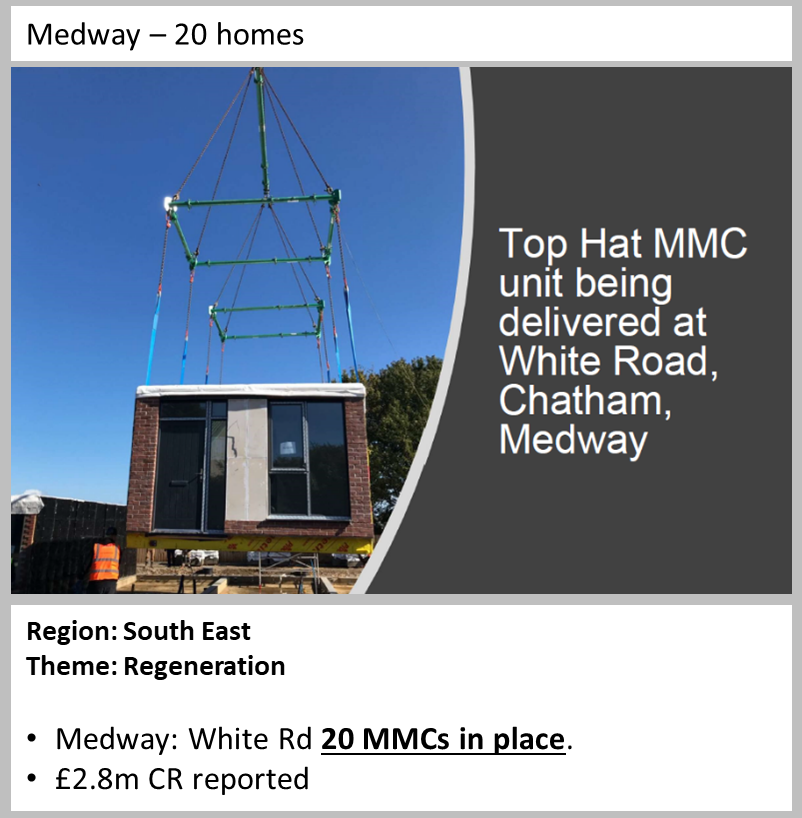 Medway – 20 homes
Top Hat MMC
unit being
delivered at
White Road,
Chatham,
Medway
Region: South East
Theme: Regeneration
• Medway: White Rd 20 MMCs in place.
• £2.8m CR reported